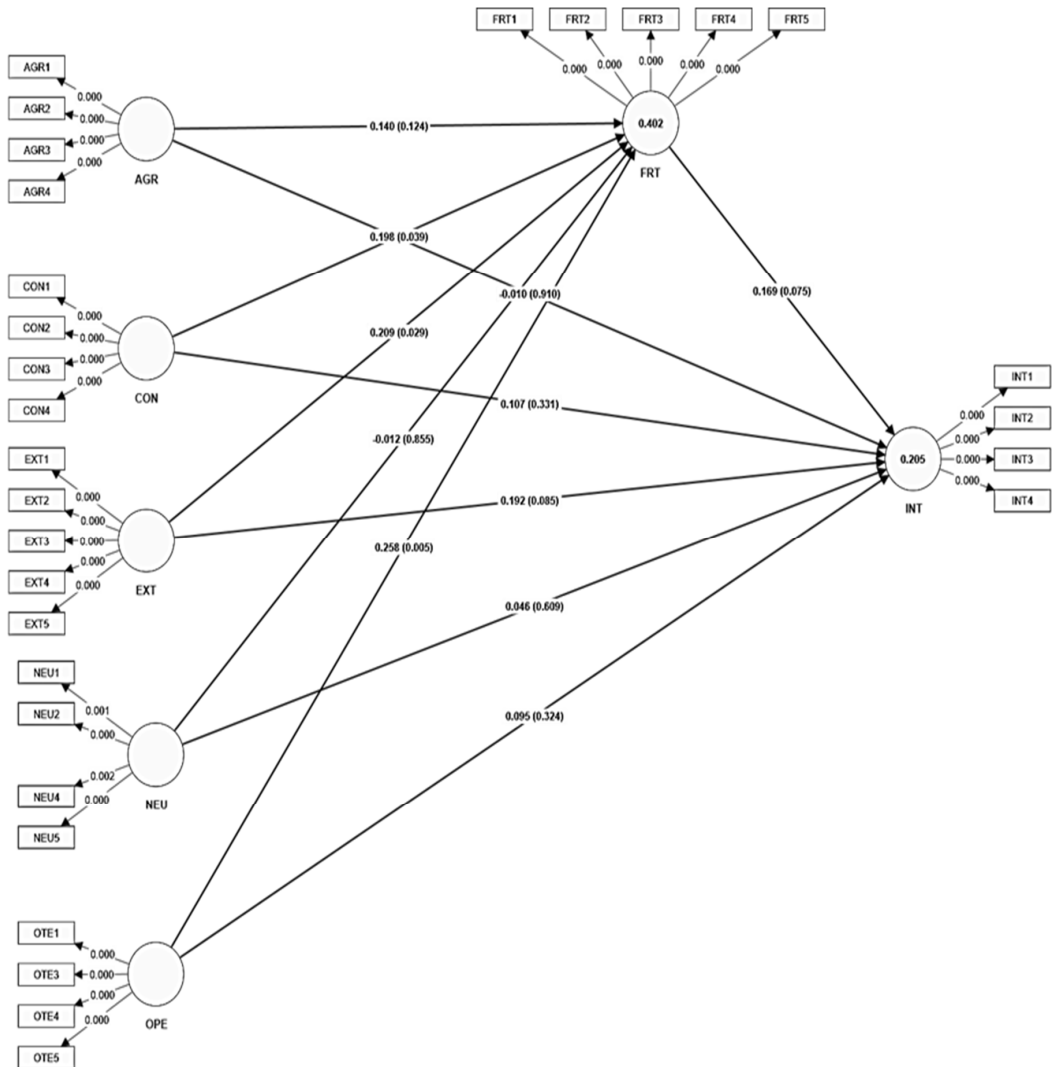 FRT1 FRT2 FRT3 FRT4 FRT5
0.000 0.000 0.000 0.000 0.000
0.402
FRT
AGR1
AGR2
AGR3
AGR4
0.000
0.000
0.000
0.000
AGR
0.140 (0.124)
0.198 (0.039)
-0.010 (0.910)
0.169 (0.075)
CON1
CON2
CON3
CON4
0.000
0.000
0.000
0.000
CON
0.209 (0.029)
0.107 (0.331)
-0.012 (0.855)
INT1
INT2
INT3
INT4
0.000
0.000
0.000
0.000
0.205
INT
EXT1
EXT2
EXT3
EXT4
EXT5
0.000
0.000
0.000
0.000
0.000
EXT
0.192 (0.085)
0.258 (0.005)
0.046 (0.609)
NEU1
NEU2
NEU4
NEU5
0.001
0.000
0.002
0.000
NEU
0.095 (0.324)
OTE1
OTE3
OTE4
OTE5
0.000
0.000
0.000
0.000
OPE